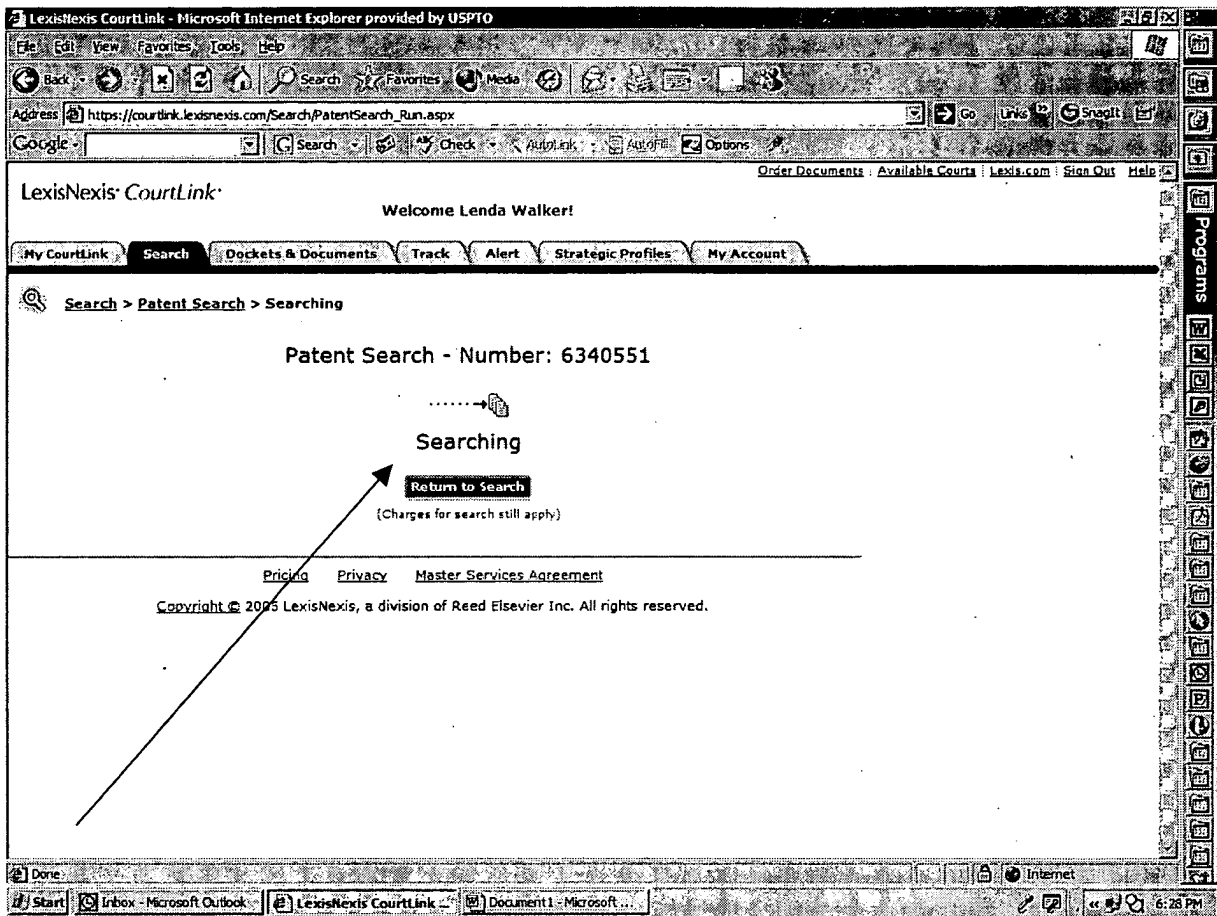 LexisNexis CourtLink - Microsoft Internet Explorer provided by USPTO
File Edit View Favorites Tools Help
Back Search Favorites Media
Address https://courtlink.lexisnexis.com/Search/PatentSearch_Run.aspx Go Links SnagIt
Google Search Check AutoLink AutoFill Options
Order Documents Available Courts Lexis.com Sign Out Help
LexisNexis CourtLink
Welcome Lenda Walker!
My CourtLink Search Dockets & Documents Track Alert Strategic Profiles My Account
Search > Patent Search > Searching
Patent Search - Number: 6340551
Searching
Return to Search
(Charges for search still apply)
Pricing Privacy Master Services Agreement
Copyright © 2005 LexisNexis, a division of Reed Elsevier Inc. All rights reserved.
Programs
Done Internet
Start Inbox - Microsoft Outlook LexisNexis CourtLink ... Document1 - Microsoft ... 6:28 PM